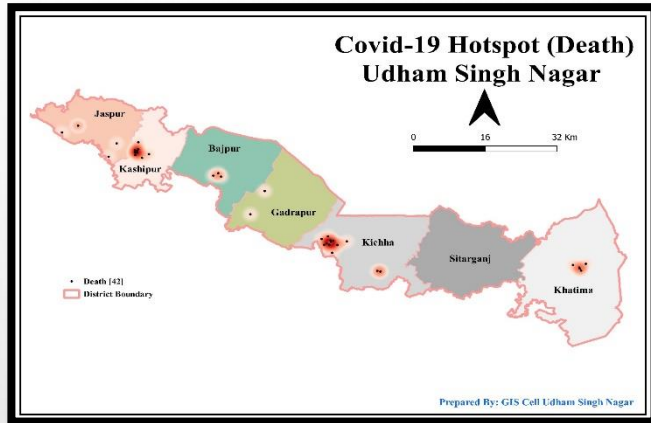 Covid-19 Hotspot (Death)
Udham Singh Nagar
0 16 32 Km
Jaspur
Kashipur
Bajpur
Gadrapur
Kichha
Sitarganj
Khatima
Death [42]
District Boundary
Prepared By: GIS Cell Udham Singh Nagar